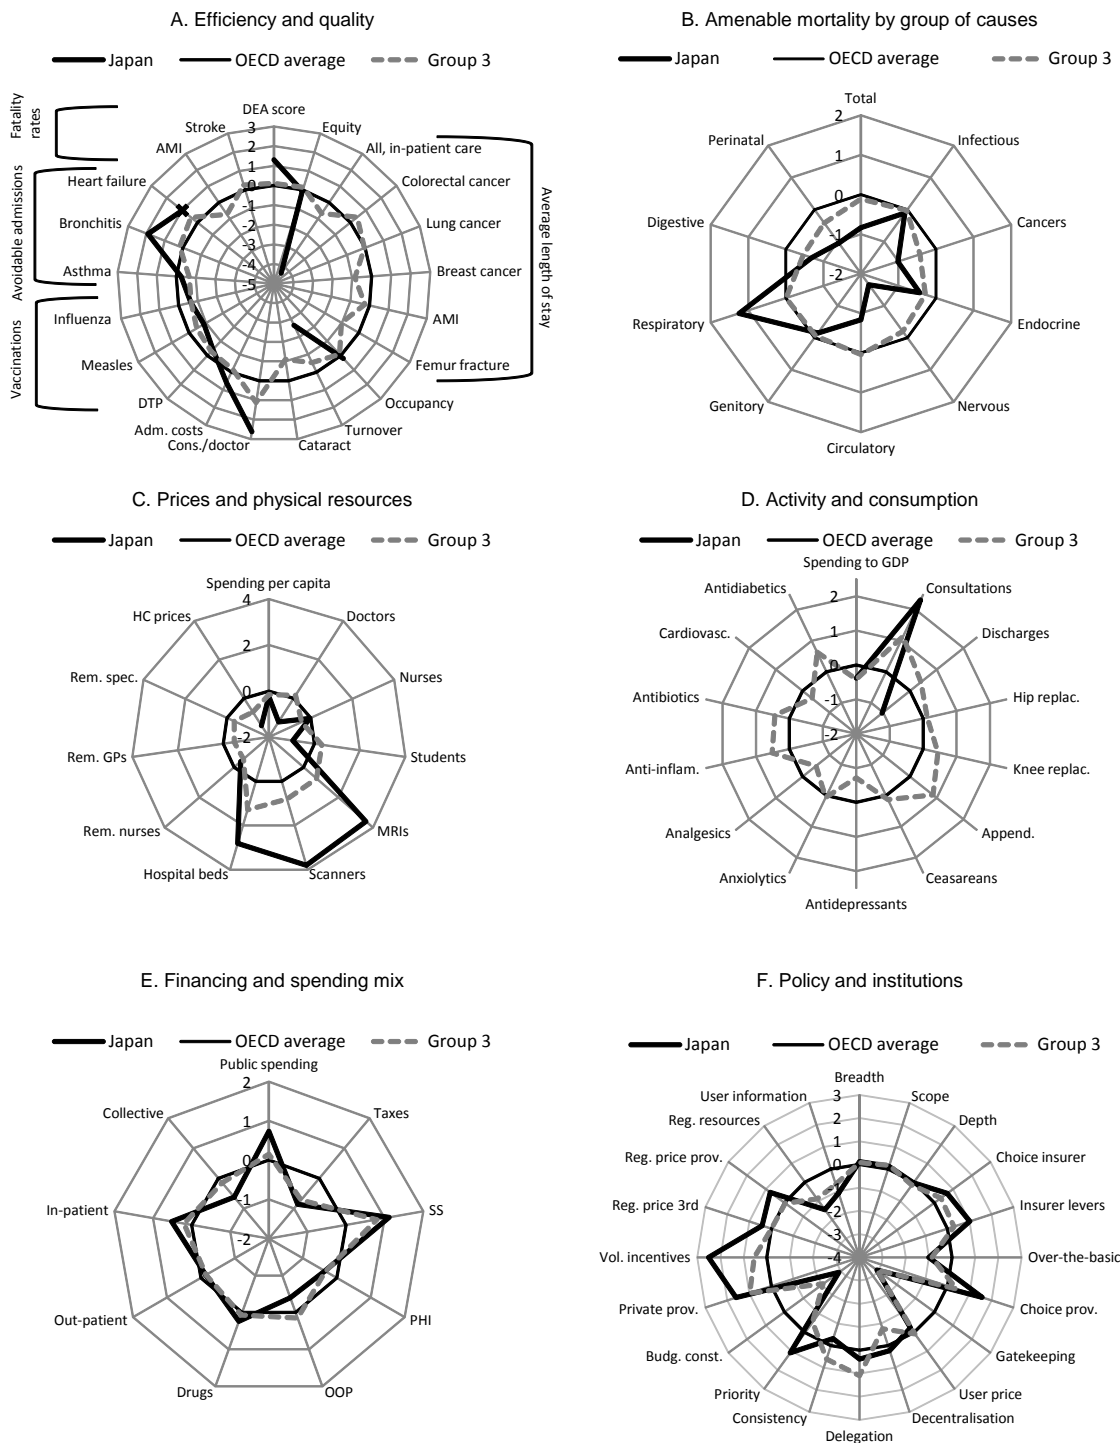 A. Efficiency and quality
Japan OECD average Group 3
Fatality rates
Avoidable admissions
Vaccinations
Average length of stay
DEA score
Equity
All, in-patient care
Colorectal cancer
Lung cancer
Breast cancer
AMI
Femur fracture
Occupancy
Turnover
Cataract
Cons./doctor
Adm. costs
DTP
Measles
Influenza
Asthma
Bronchitis
Heart failure
AMI
Stroke
3
2
1
0
-1
-2
-3
-4
-5
B. Amenable mortality by group of causes
Japan OECD average Group 3
Total
Infectious
Cancers
Endocrine
Nervous
Circulatory
Genitory
Respiratory
Digestive
Perinatal
2
1
0
-1
-2
C. Prices and physical resources
Japan OECD average Group 3
Spending per capita
Doctors
Nurses
Students
MRIs
Scanners
Hospital beds
Rem. nurses
Rem. GPs
Rem. spec.
HC prices
4
2
0
-2
D. Activity and consumption
Japan OECD average Group 3
Spending to GDP
Consultations
Discharges
Hip replac.
Knee replac.
Append.
Ceasareans
Antidepressants
Anxiolytics
Analgesics
Anti-inflam.
Antibiotics
Cardiovasc.
Antidiabetics
2
1
0
-1
-2
E. Financing and spending mix
Japan OECD average Group 3
Public spending
Taxes
SS
PHI
OOP
Drugs
Out-patient
In-patient
Collective
2
1
0
-1
-2
F. Policy and institutions
Japan OECD average Group 3
Breadth
Scope
Depth
Choice insurer
Insurer levers
Over-the-basic
Choice prov.
Gatekeeping
User price
Decentralisation
Delegation
Consistency
Priority
Budg. const.
Private prov.
Vol. incentives
Reg. price 3rd
Reg. price prov.
Reg. resources
User information
3
2
1
0
-1
-2
-3
-4